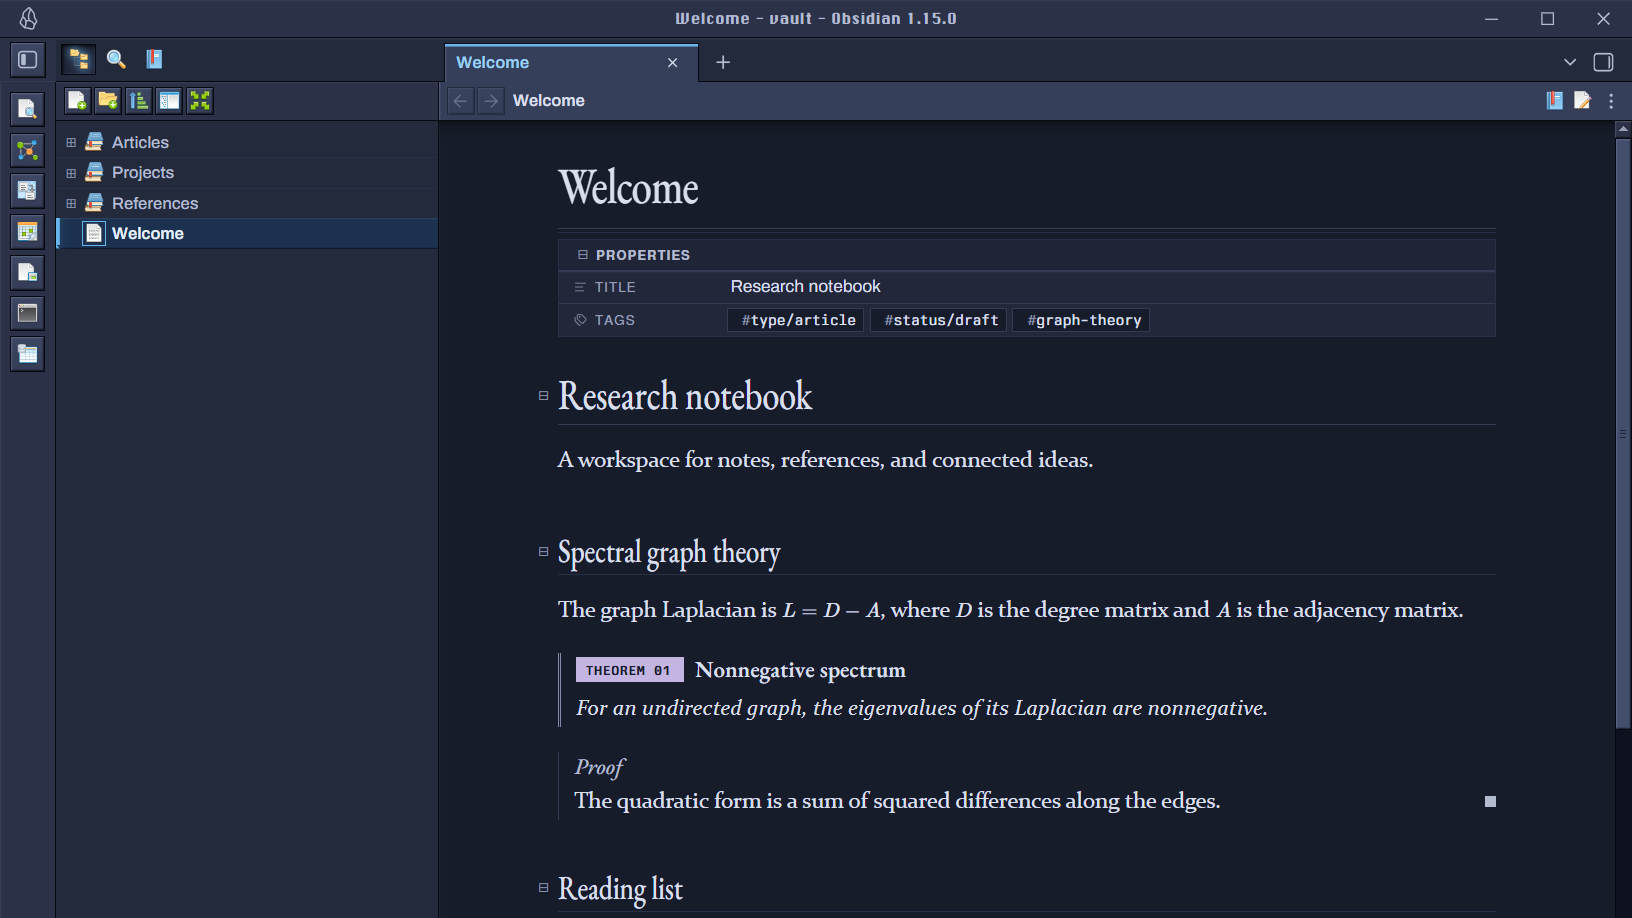 Welcome - vault - Obsidian 1.15.0
Welcome
Welcome
Articles
Projects
References
Welcome
Welcome
PROPERTIES
TITLE Research notebook
TAGS #type/article #status/draft #graph-theory
Research notebook
A workspace for notes, references, and connected ideas.
Spectral graph theory
The graph Laplacian is L = D − A, where D is the degree matrix and A is the adjacency matrix.
THEOREM 01 Nonnegative spectrum
For an undirected graph, the eigenvalues of its Laplacian are nonnegative.
Proof
The quadratic form is a sum of squared differences along the edges.
Reading list